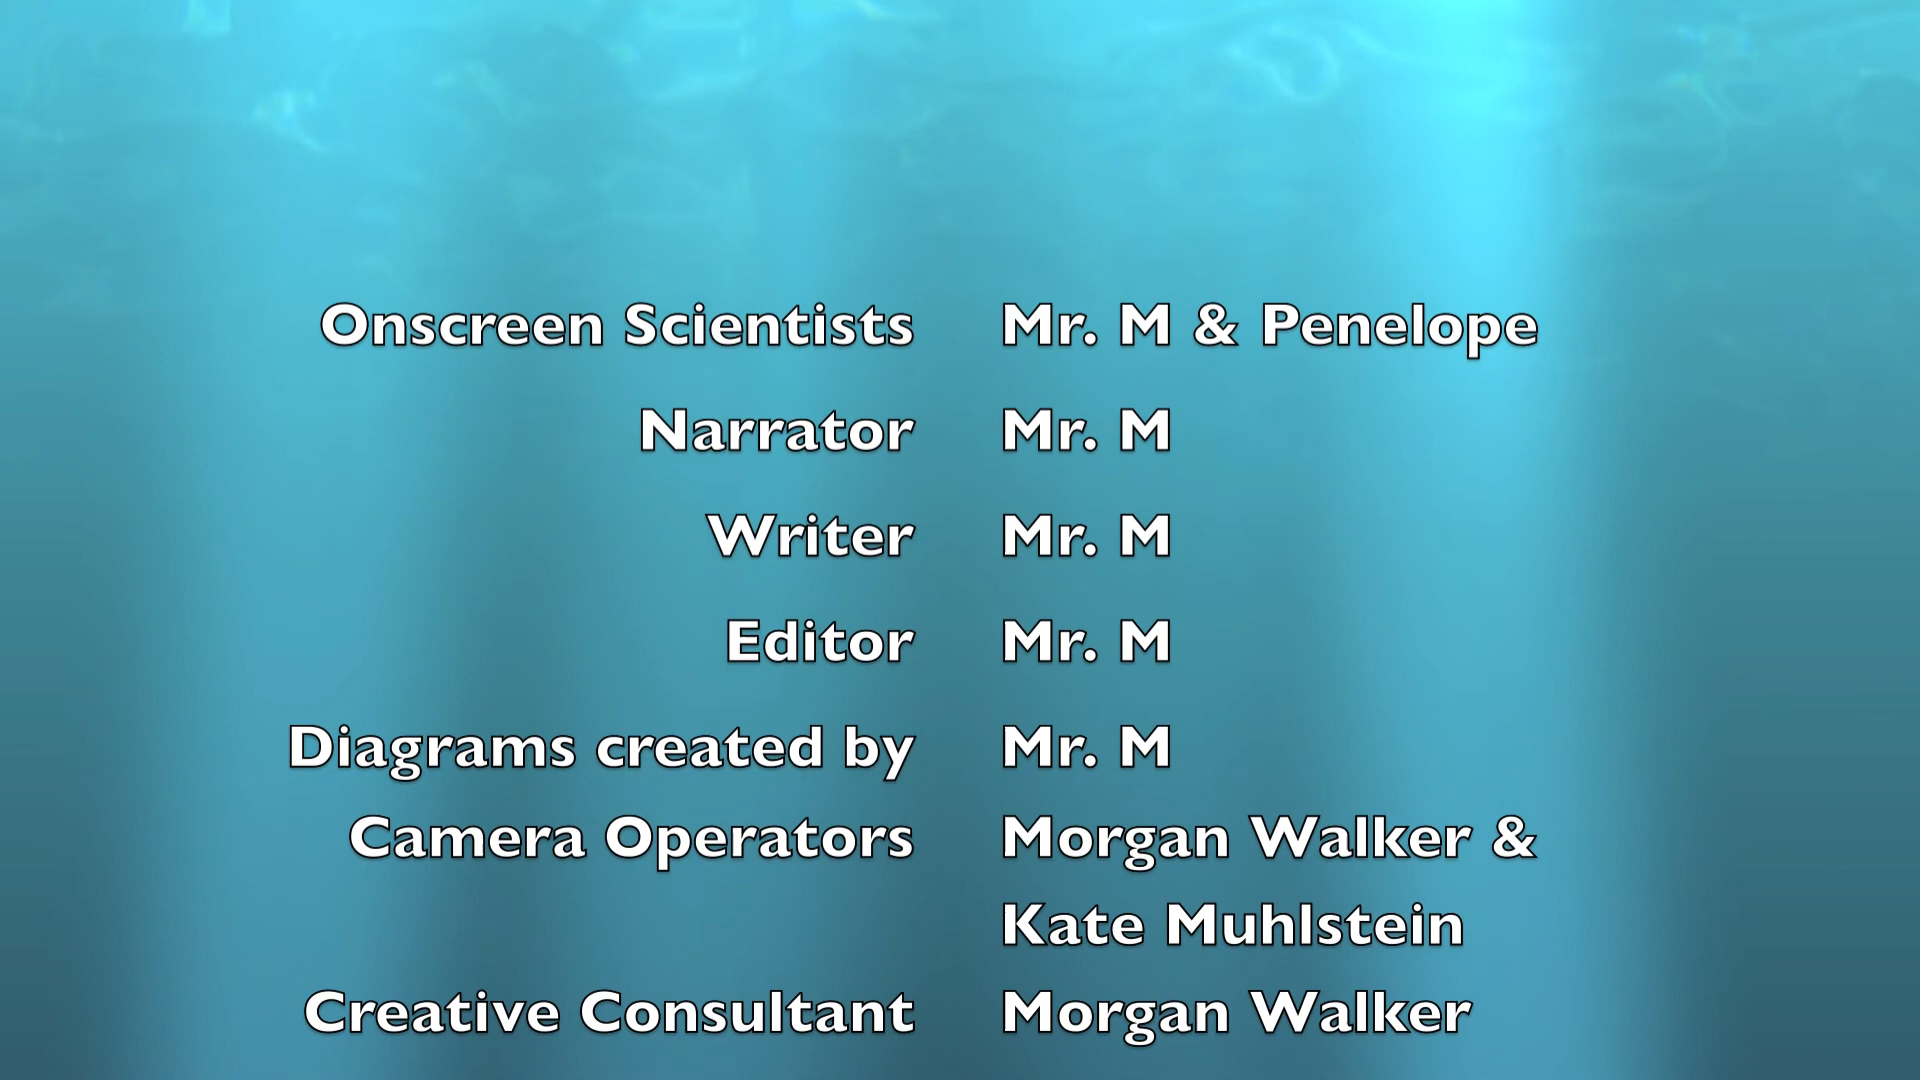 Onscreen Scientists Mr. M & Penelope
Narrator Mr. M
Writer Mr. M
Editor Mr. M
Diagrams created by Mr. M
Camera Operators Morgan Walker &
Kate Muhlstein
Creative Consultant Morgan Walker